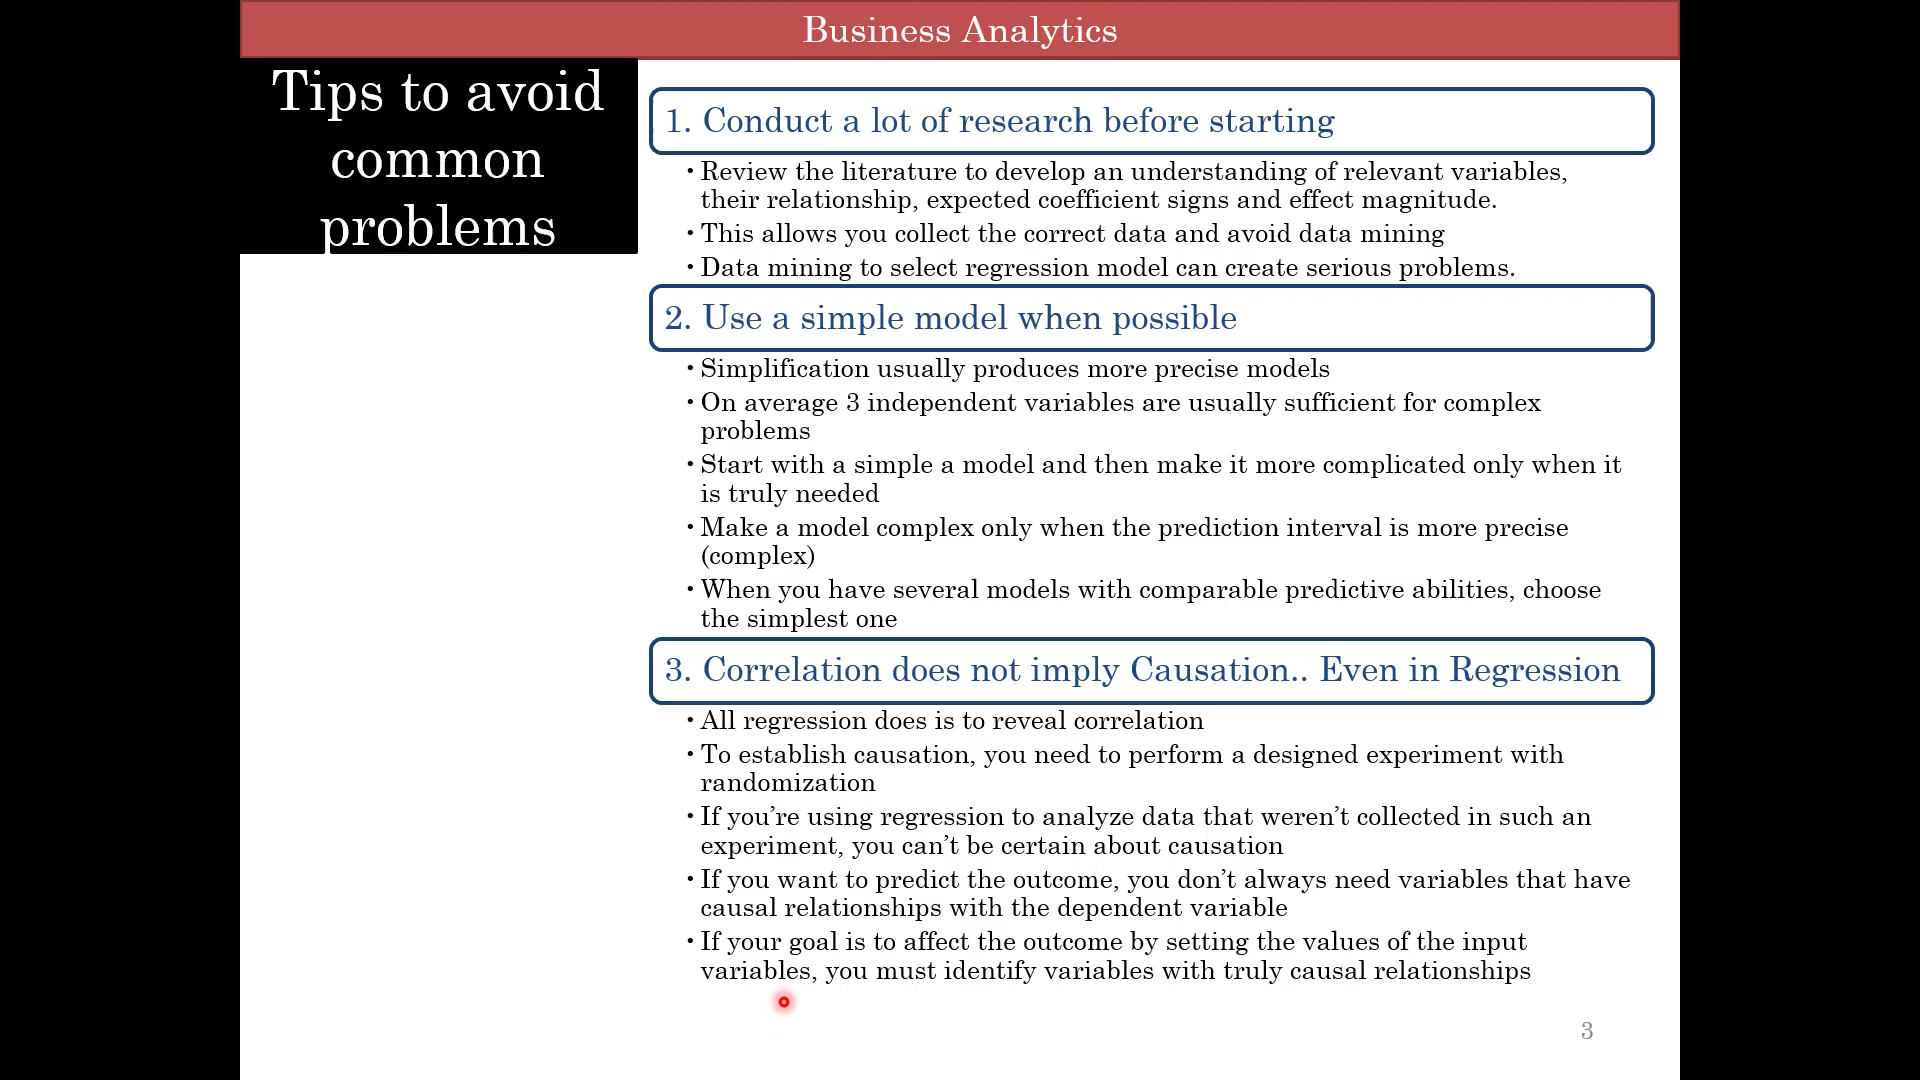 Business Analytics
Tips to avoid
common
problems
1. Conduct a lot of research before starting
• Review the literature to develop an understanding of relevant variables,
their relationship, expected coefficient signs and effect magnitude.
• This allows you collect the correct data and avoid data mining
• Data mining to select regression model can create serious problems.
2. Use a simple model when possible
• Simplification usually produces more precise models
• On average 3 independent variables are usually sufficient for complex
problems
• Start with a simple a model and then make it more complicated only when it
is truly needed
• Make a model complex only when the prediction interval is more precise
(complex)
• When you have several models with comparable predictive abilities, choose
the simplest one
3. Correlation does not imply Causation.. Even in Regression
• All regression does is to reveal correlation
• To establish causation, you need to perform a designed experiment with
randomization
• If you’re using regression to analyze data that weren’t collected in such an
experiment, you can’t be certain about causation
• If you want to predict the outcome, you don’t always need variables that have
causal relationships with the dependent variable
• If your goal is to affect the outcome by setting the values of the input
variables, you must identify variables with truly causal relationships
3